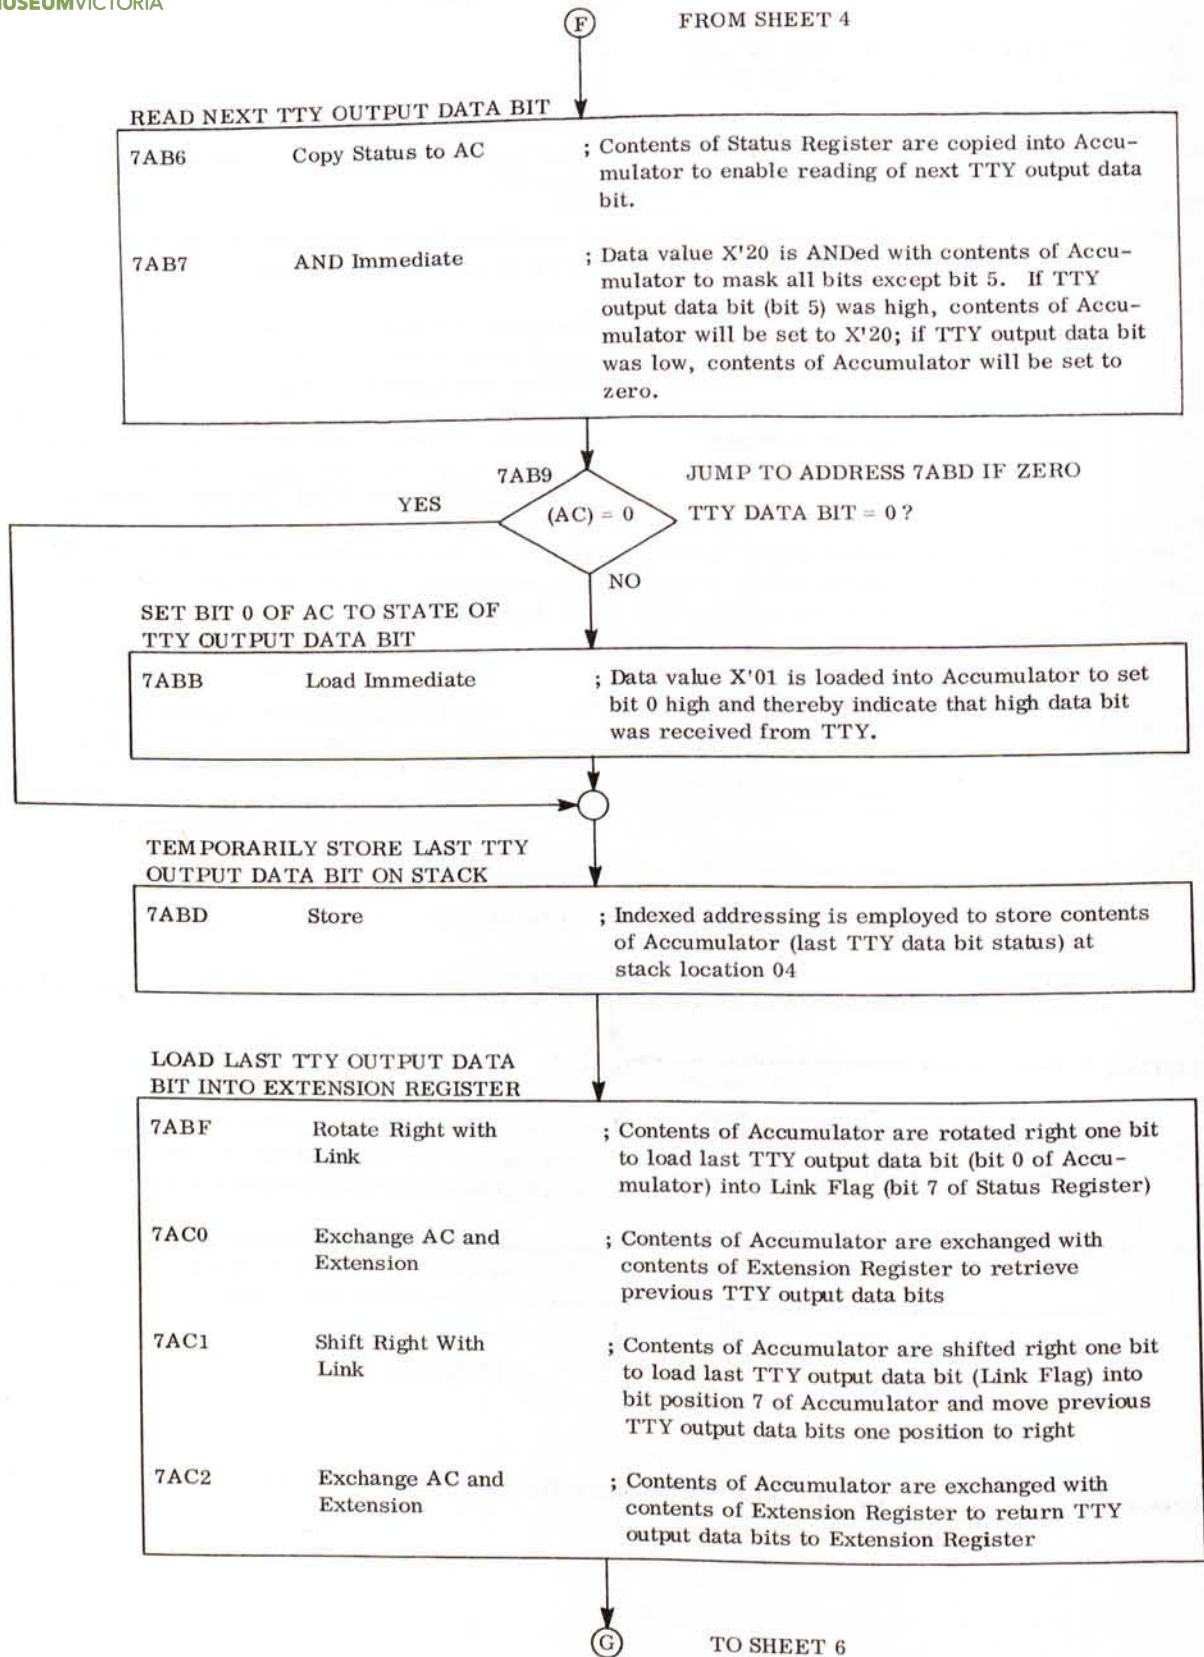 MUSEUMVICTORIA
F FROM SHEET 4
READ NEXT TTY OUTPUT DATA BIT
7AB6 Copy Status to AC ; Contents of Status Register are copied into Accu-
mulator to enable reading of next TTY output data
bit.
7AB7 AND Immediate ; Data value X'20 is ANDed with contents of Accu-
mulator to mask all bits except bit 5. If TTY
output data bit (bit 5) was high, contents of Accu-
mulator will be set to X'20; if TTY output data bit
was low, contents of Accumulator will be set to
zero.
7AB9 JUMP TO ADDRESS 7ABD IF ZERO
YES (AC) = 0 TTY DATA BIT = 0?
NO
SET BIT 0 OF AC TO STATE OF
TTY OUTPUT DATA BIT
7ABB Load Immediate ; Data value X'01 is loaded into Accumulator to set
bit 0 high and thereby indicate that high data bit
was received from TTY.
TEMPORARILY STORE LAST TTY
OUTPUT DATA BIT ON STACK
7ABD Store ; Indexed addressing is employed to store contents
of Accumulator (last TTY data bit status) at
stack location 04
LOAD LAST TTY OUTPUT DATA
BIT INTO EXTENSION REGISTER
7ABF Rotate Right with ; Contents of Accumulator are rotated right one bit
Link to load last TTY output data bit (bit 0 of Accu-
mulator) into Link Flag (bit 7 of Status Register)
7AC0 Exchange AC and ; Contents of Accumulator are exchanged with
Extension contents of Extension Register to retrieve
previous TTY output data bits
7AC1 Shift Right With ; Contents of Accumulator are shifted right one bit
Link to load last TTY output data bit (Link Flag) into
bit position 7 of Accumulator and move previous
TTY output data bits one position to right
7AC2 Exchange AC and ; Contents of Accumulator are exchanged with
Extension contents of Extension Register to return TTY
output data bits to Extension Register
G TO SHEET 6